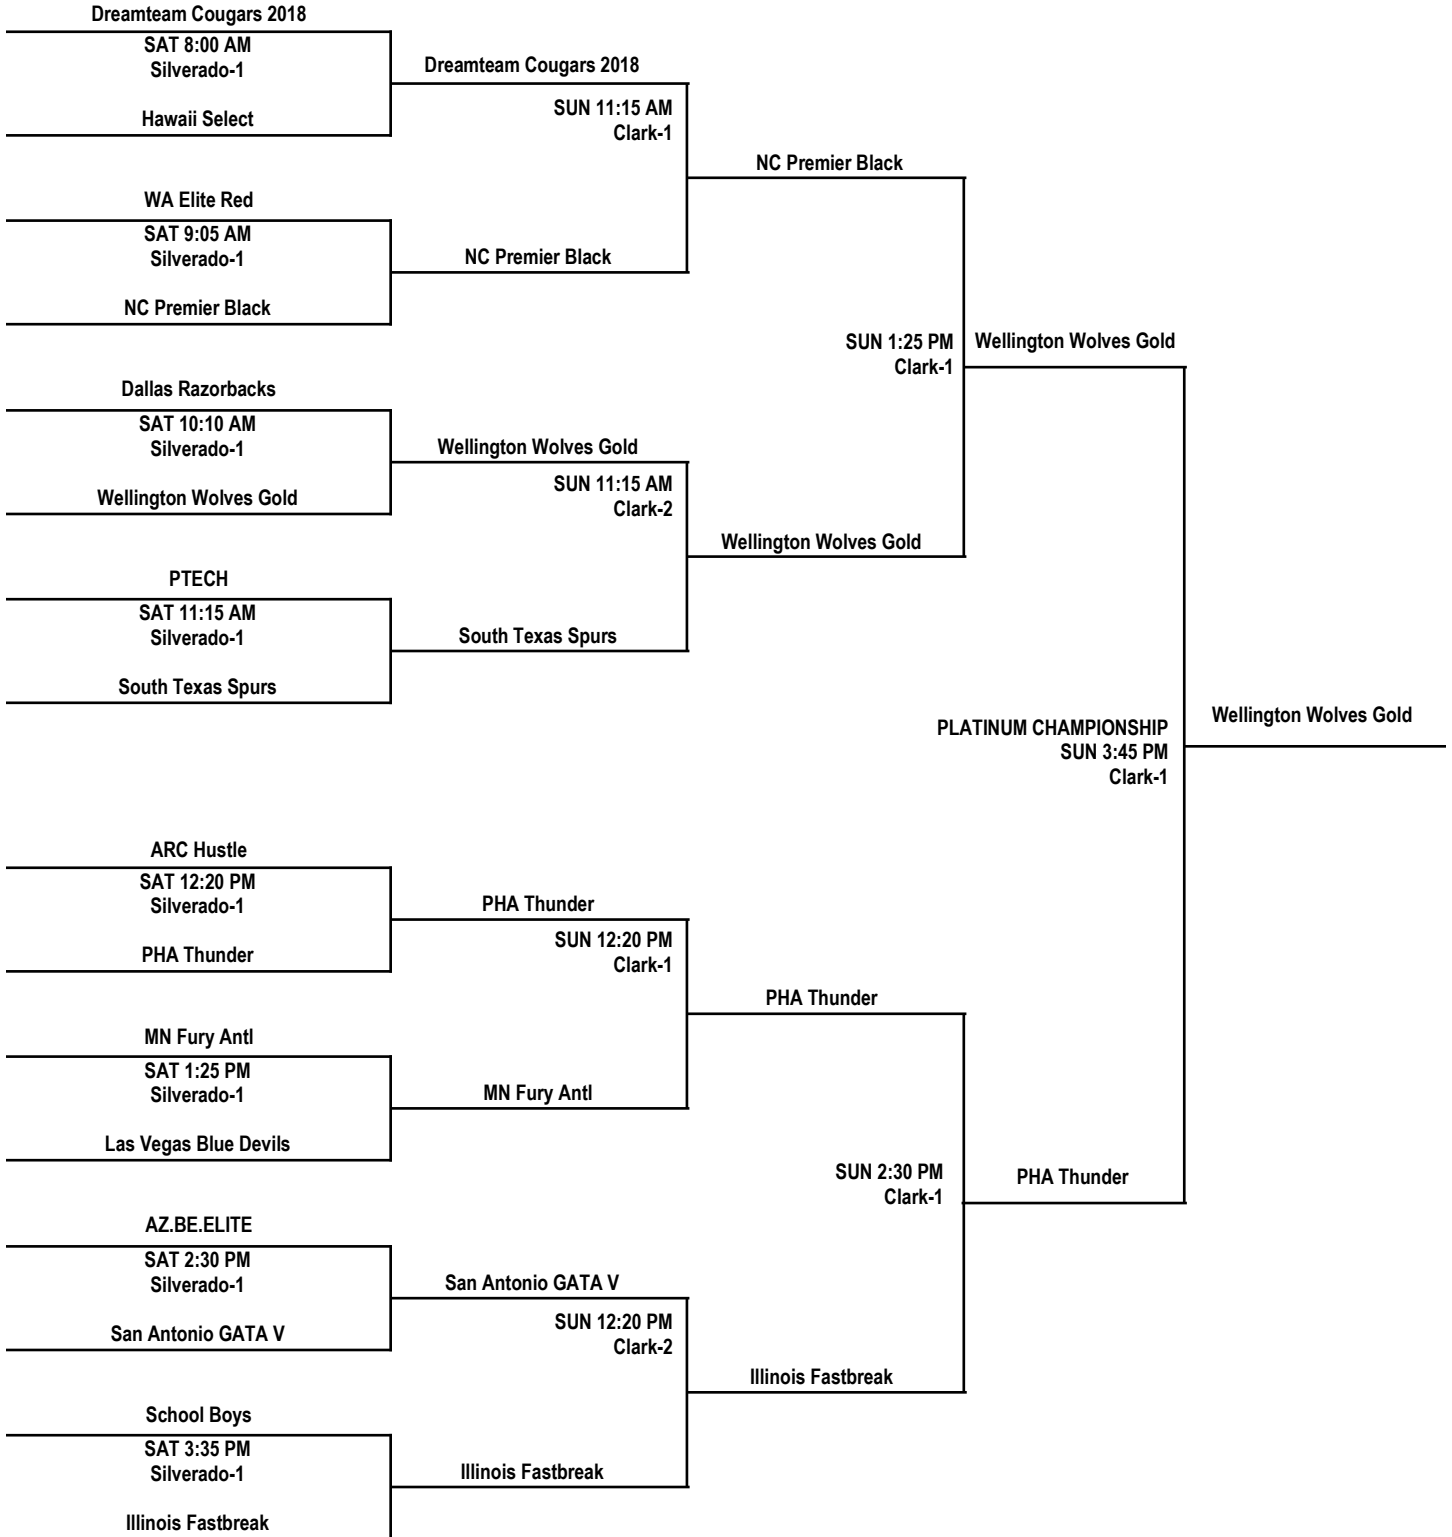 Dreamteam Cougars 2018
SAT 8:00 AM
Silverado-1
Hawaii Select
WA Elite Red
SAT 9:05 AM
Silverado-1
NC Premier Black
Dallas Razorbacks
SAT 10:10 AM
Silverado-1
Wellington Wolves Gold
PTECH
SAT 11:15 AM
Silverado-1
South Texas Spurs
ARC Hustle
SAT 12:20 PM
Silverado-1
PHA Thunder
MN Fury Antl
SAT 1:25 PM
Silverado-1
Las Vegas Blue Devils
AZ.BE.ELITE
SAT 2:30 PM
Silverado-1
San Antonio GATA V
School Boys
SAT 3:35 PM
Silverado-1
Illinois Fastbreak
Dreamteam Cougars 2018
SUN 11:15 AM
Clark-1
NC Premier Black
Wellington Wolves Gold
SUN 11:15 AM
Clark-2
South Texas Spurs
PHA Thunder
SUN 12:20 PM
Clark-1
MN Fury Antl
San Antonio GATA V
SUN 12:20 PM
Clark-2
Illinois Fastbreak
NC Premier Black
SUN 1:25 PM
Clark-1
Wellington Wolves Gold
PHA Thunder
SUN 2:30 PM
Clark-1
Illinois Fastbreak
Wellington Wolves Gold
PLATINUM CHAMPIONSHIP
SUN 3:45 PM
Clark-1
PHA Thunder
Wellington Wolves Gold